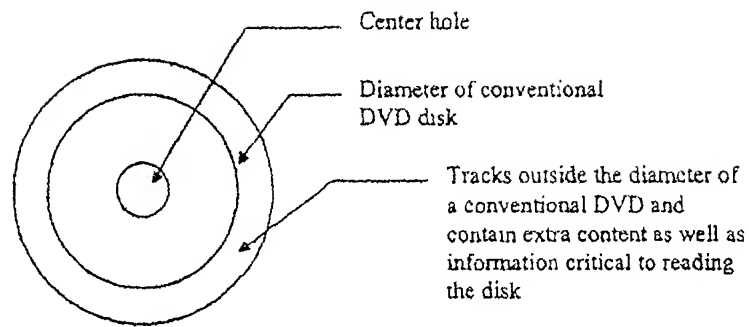 Center hole
Diameter of conventional
DVD disk
Tracks outside the diameter of
a conventional DVD and
contain extra content as well as
information critical to reading
the disk